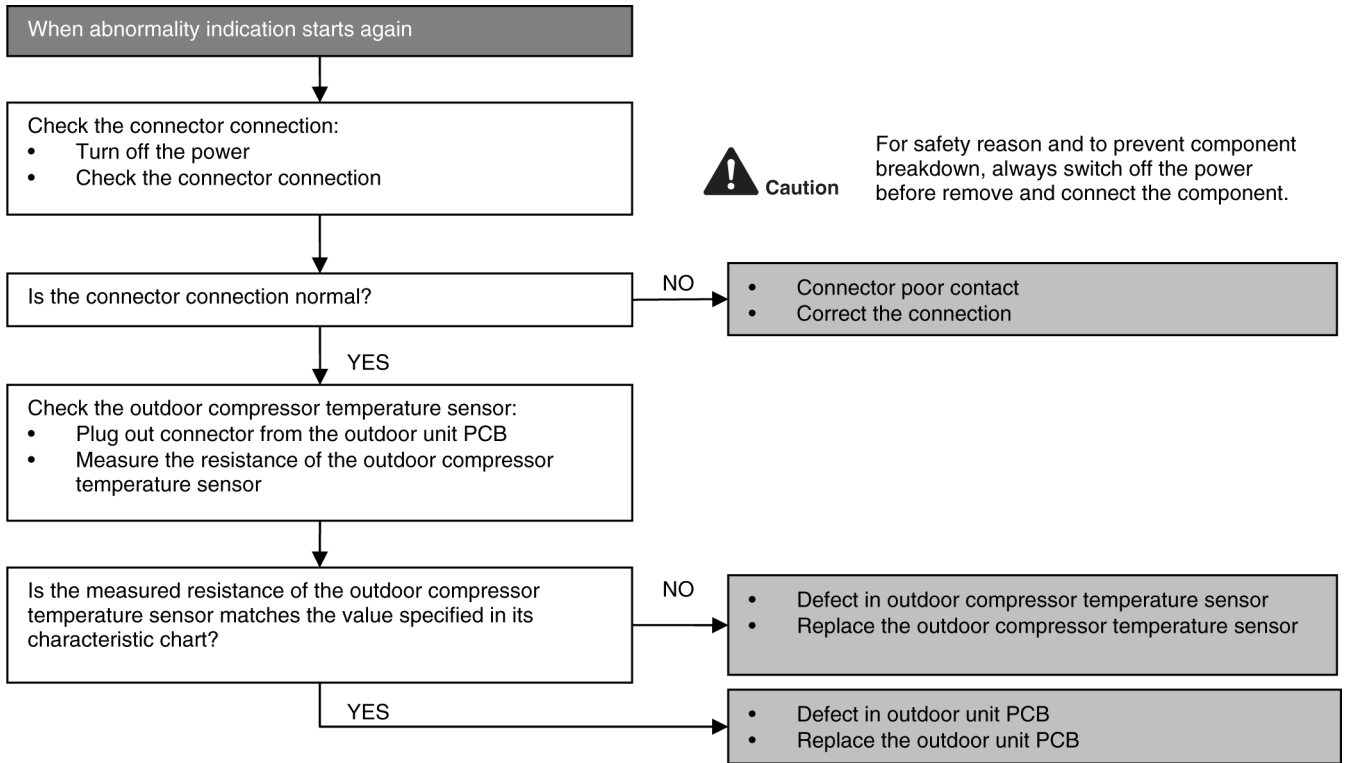 When abnormality indication starts again
Check the connector connection:
• Turn off the power
• Check the connector connection
Caution
For safety reason and to prevent component
breakdown, always switch off the power
before remove and connect the component.
Is the connector connection normal?
NO
• Connector poor contact
• Correct the connection
YES
Check the outdoor compressor temperature sensor:
• Plug out connector from the outdoor unit PCB
• Measure the resistance of the outdoor compressor
temperature sensor
Is the measured resistance of the outdoor compressor
temperature sensor matches the value specified in its
characteristic chart?
NO
• Defect in outdoor compressor temperature sensor
• Replace the outdoor compressor temperature sensor
YES
• Defect in outdoor unit PCB
• Replace the outdoor unit PCB